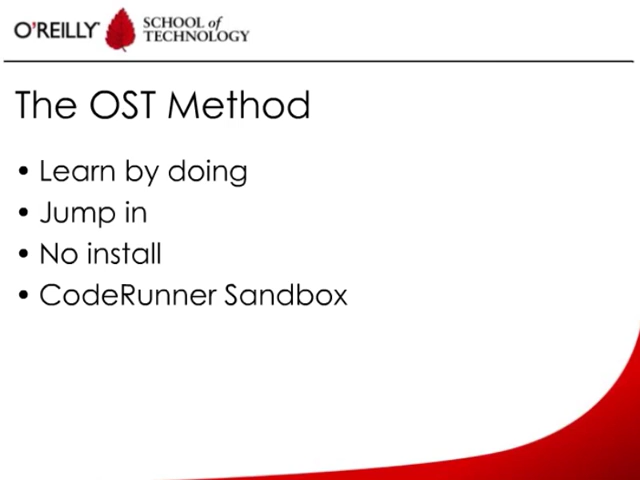 O'REILLY SCHOOL of
TECHNOLOGY
The OST Method
• Learn by doing
• Jump in
• No install
• CodeRunner Sandbox